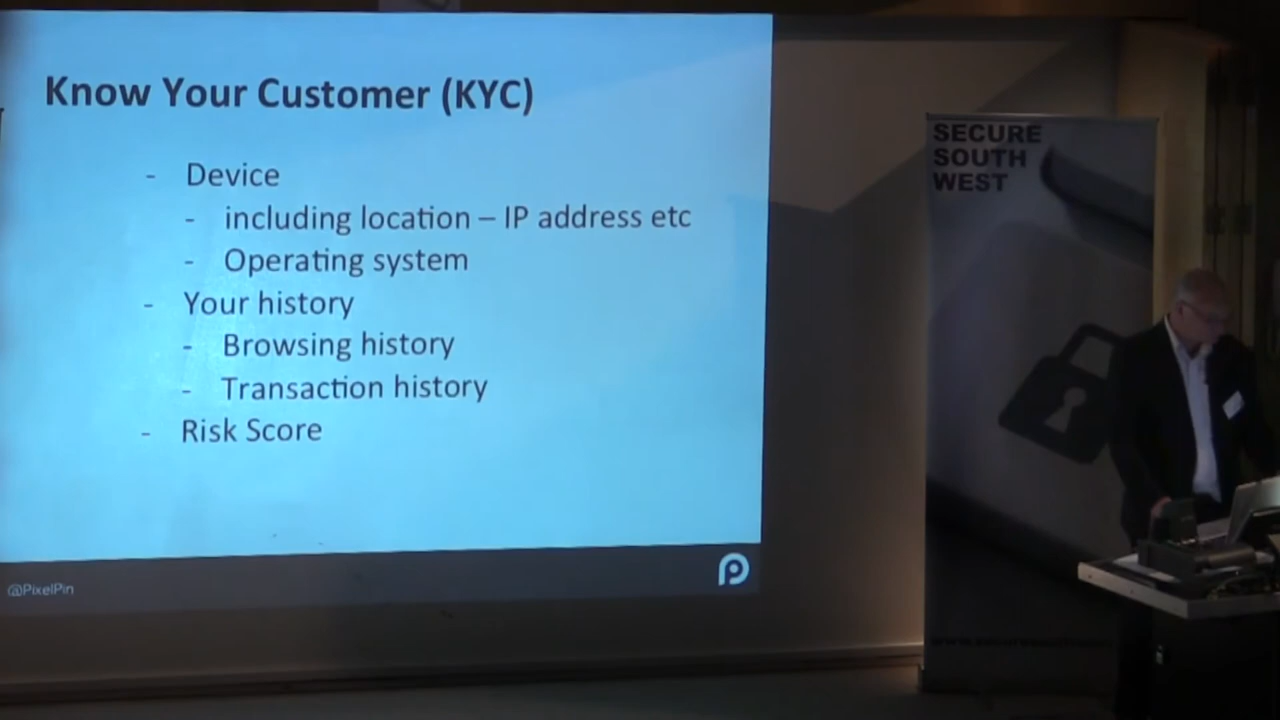 Know Your Customer (KYC)
- Device
- including location – IP address etc
- Operating system
- Your history
- Browsing history
- Transaction history
- Risk Score
@PixelPin
SECURE
SOUTH
WEST